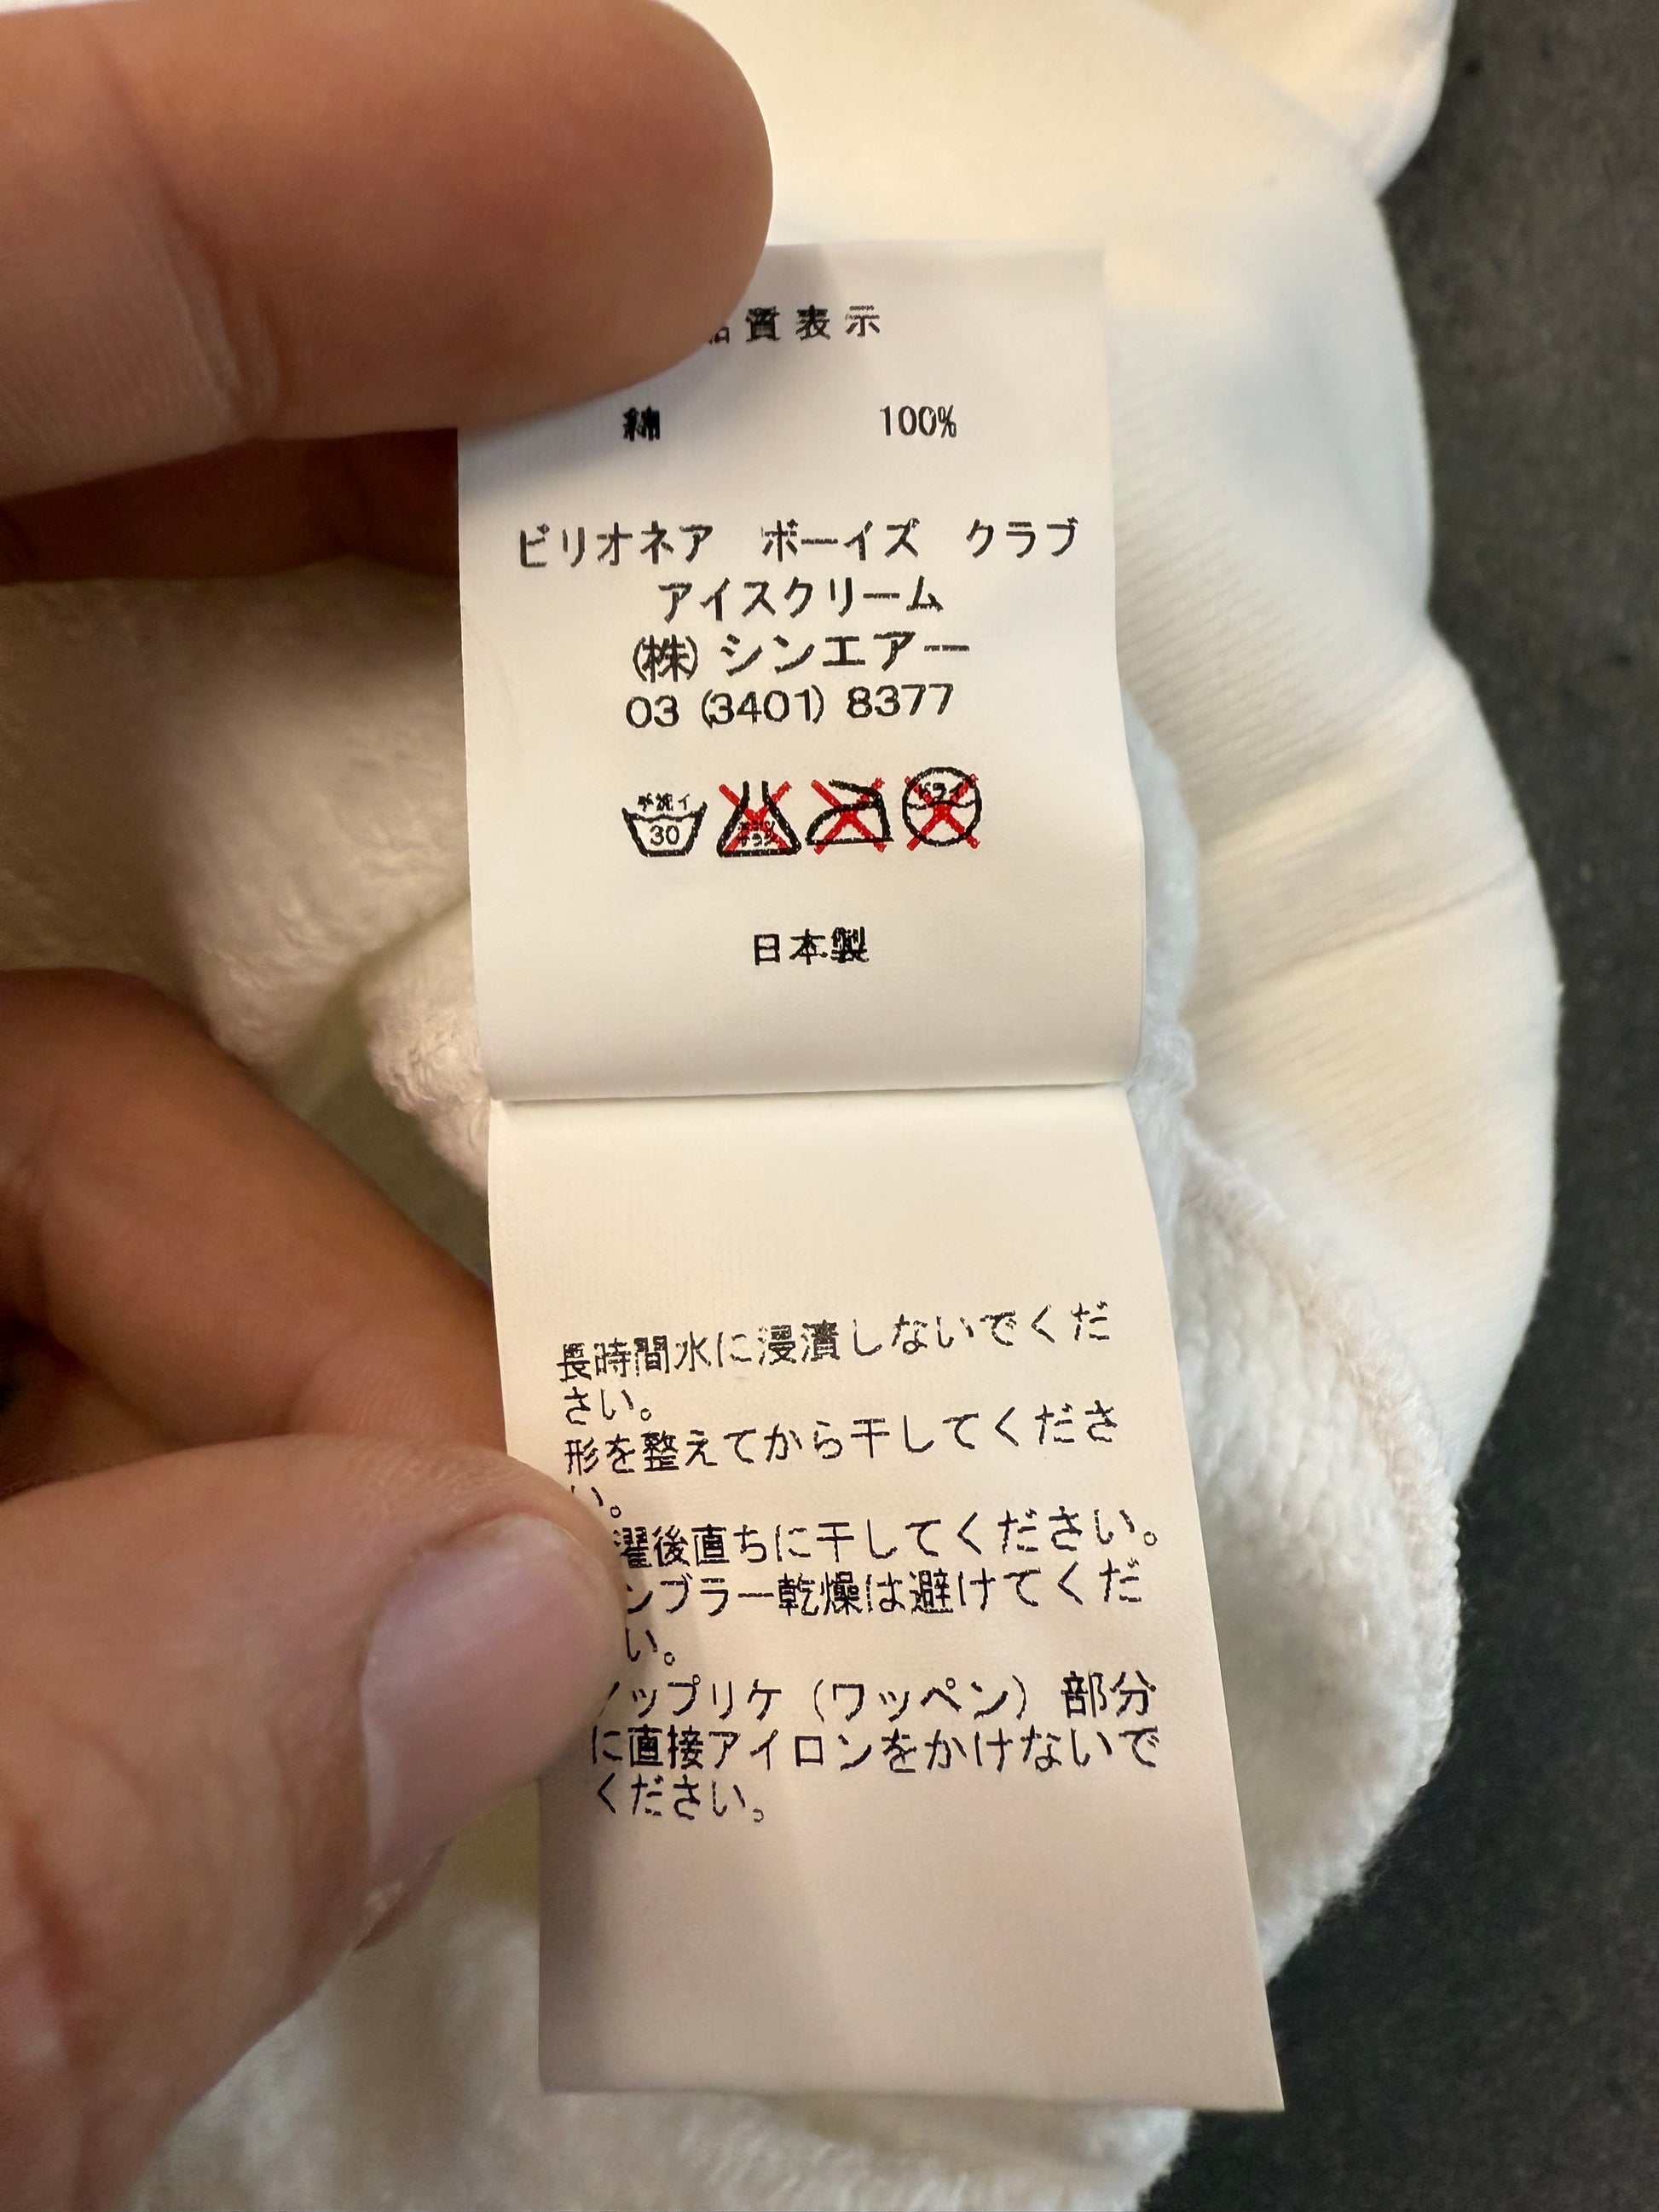 質表示
綿 100%
ビリオネア ボーイズ クラブ
アイスクリーム
(株) シンエアー
03 (3401) 8377
手洗イ
30
ドライ
日本製
長時間水に浸漬しないでくだ
さい。
形を整えてから干してくださ
い。
濯後直ちに干してください。
ンブラー乾燥は避けてくだ
い。
ップリケ（ワッペン）部分
に直接アイロンをかけないで
ください。